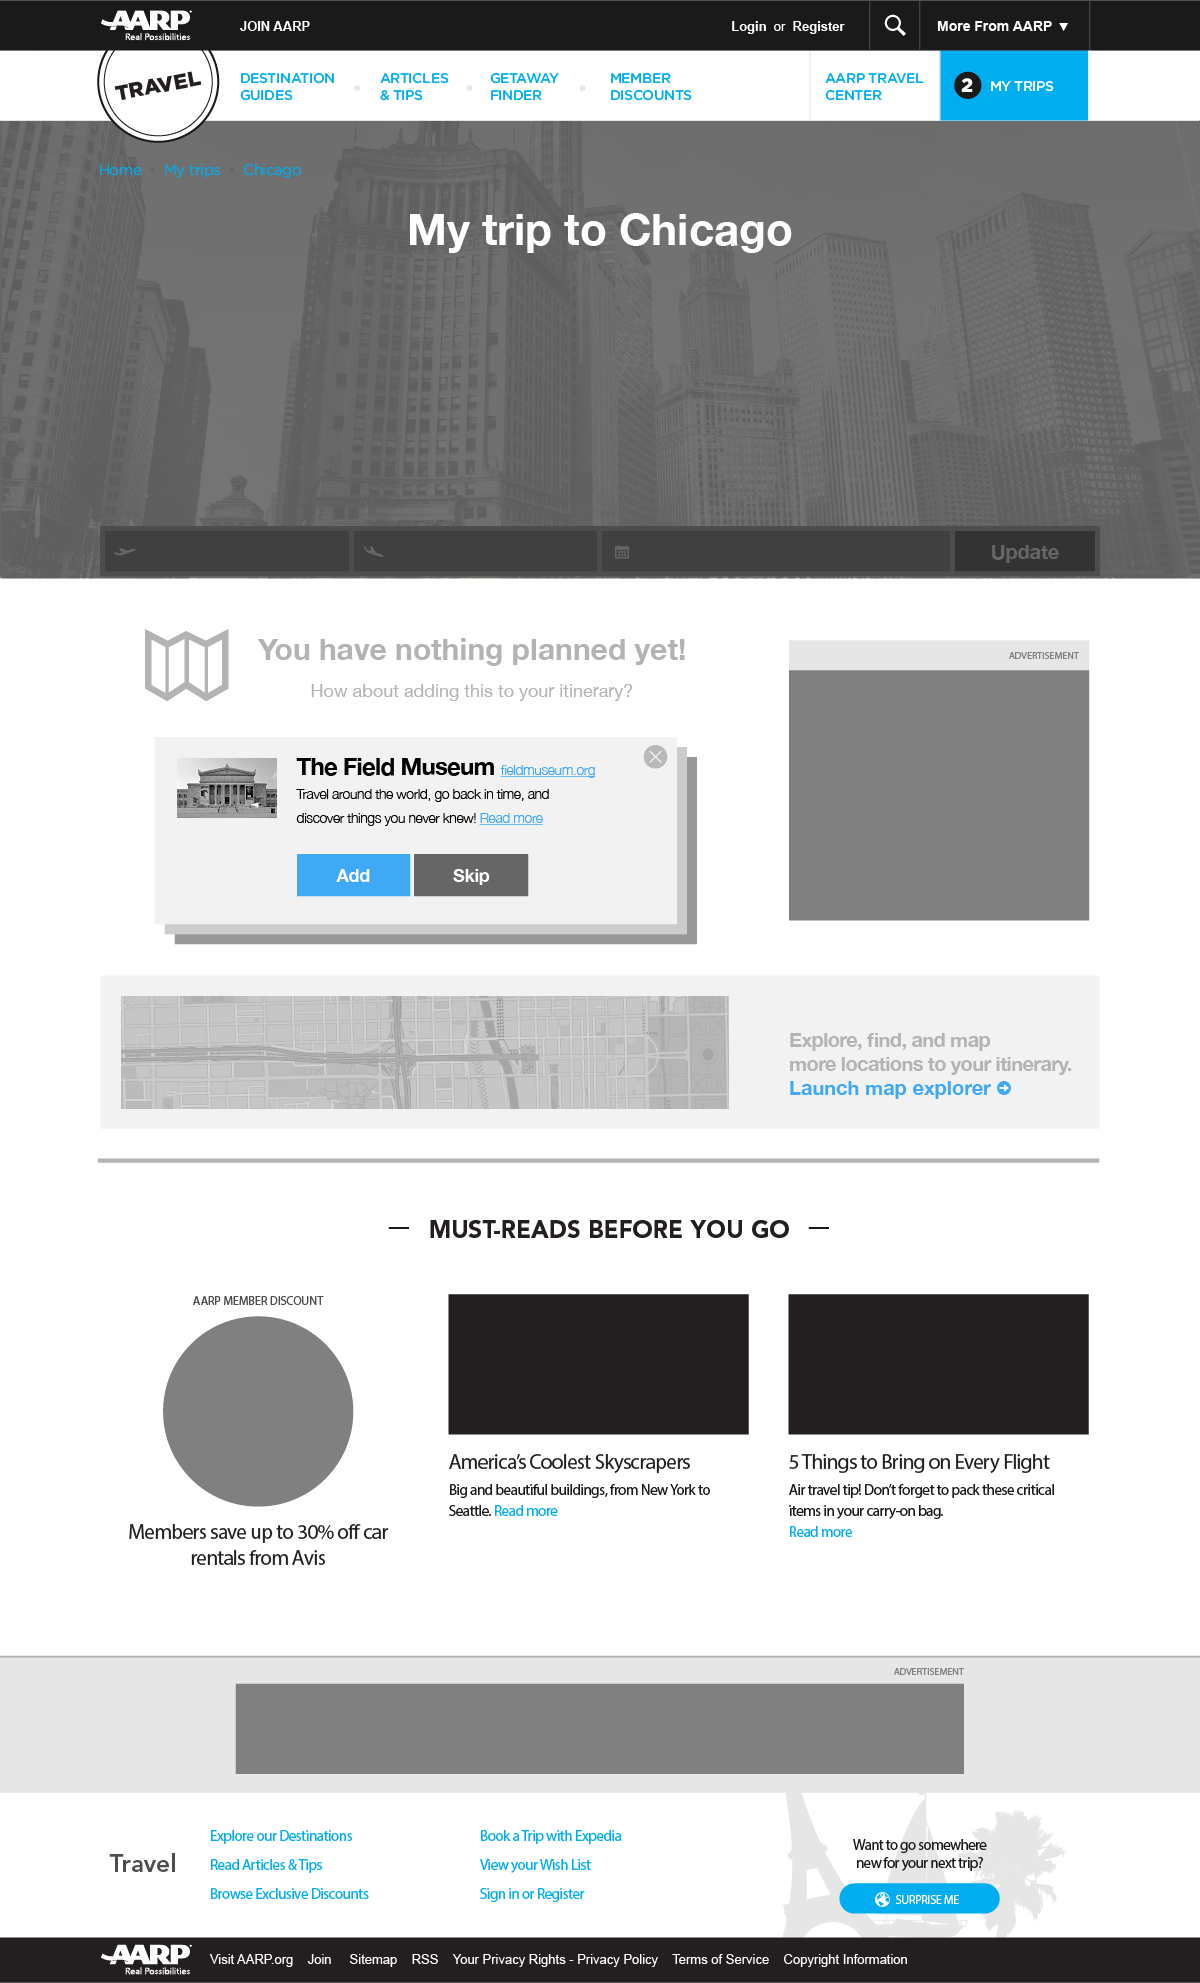 AARP
Real Possibilities
JOIN AARP
Login or Register
More From AARP
TRAVEL
DESTINATION
GUIDES
ARTICLES
& TIPS
GETAWAY
FINDER
MEMBER
DISCOUNTS
AARP TRAVEL
CENTER
2 MY TRIPS
Home My trips Chicago
My trip to Chicago
Update
You have nothing planned yet!
How about adding this to your itinerary?
ADVERTISEMENT
The Field Museum fieldmuseum.org
Travel around the world, go back in time, and
discover things you never knew! Read more
Add Skip
Explore, find, and map
more locations to your itinerary.
Launch map explorer
MUST-READS BEFORE YOU GO
AARP MEMBER DISCOUNT
Members save up to 30% off car
rentals from Avis
America's Coolest Skyscrapers
Big and beautiful buildings, from New York to
Seattle. Read more
5 Things to Bring on Every Flight
Air travel tip! Don't forget to pack these critical
items in your carry-on bag.
Read more
ADVERTISEMENT
Travel
Explore our Destinations
Read Articles & Tips
Browse Exclusive Discounts
Book a Trip with Expedia
View your Wish List
Sign in or Register
Want to go somewhere
new for your next trip?
SURPRISE ME
AARP
Real Possibilities
Visit AARP.org Join Sitemap RSS Your Privacy Rights - Privacy Policy Terms of Service Copyright Information